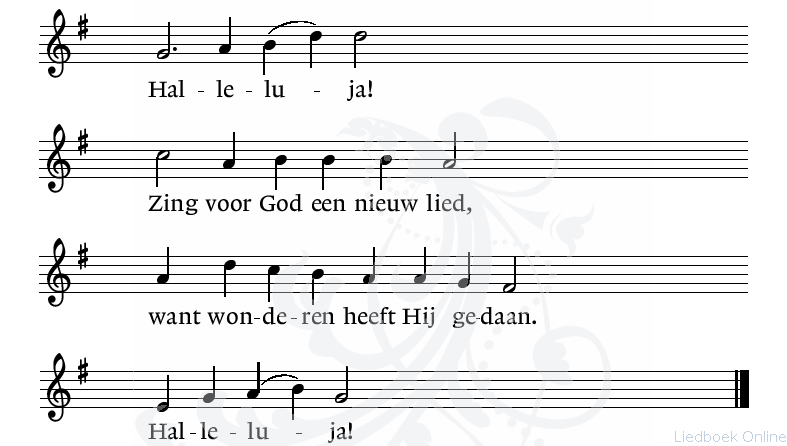 Hal - le - lu - ja!
Zing voor God een nieuw lied,
want won-de-ren heeft Hij ge-daan.
Hal-le - lu - ja!
Liedboek Online